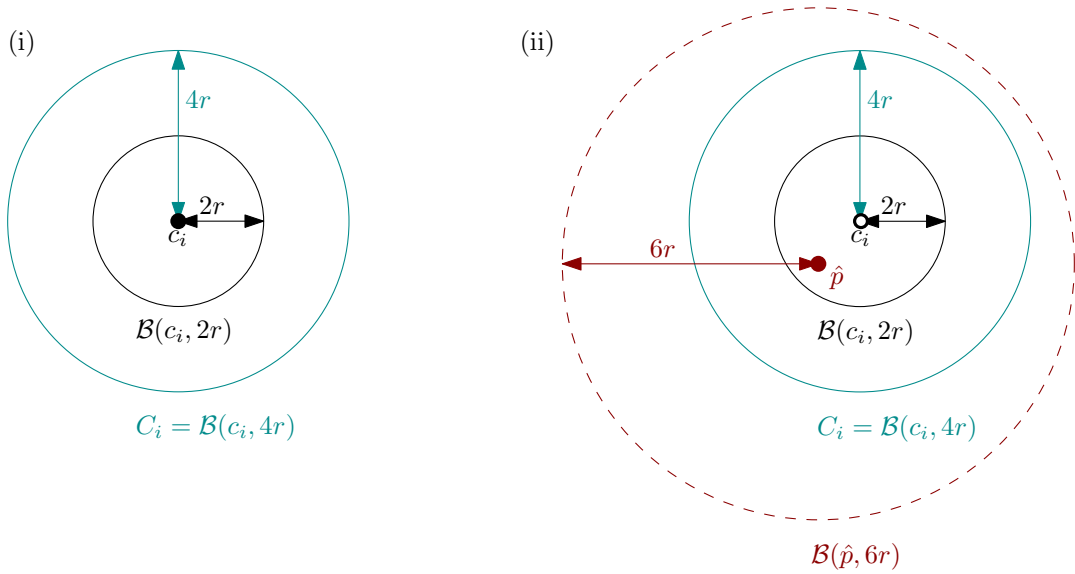 (i)
4r
2r
c_i
B(c_i, 2r)
C_i = B(c_i, 4r)
(ii)
4r
2r
c_i
6r
p̂
B(c_i, 2r)
C_i = B(c_i, 4r)
B(p̂, 6r)